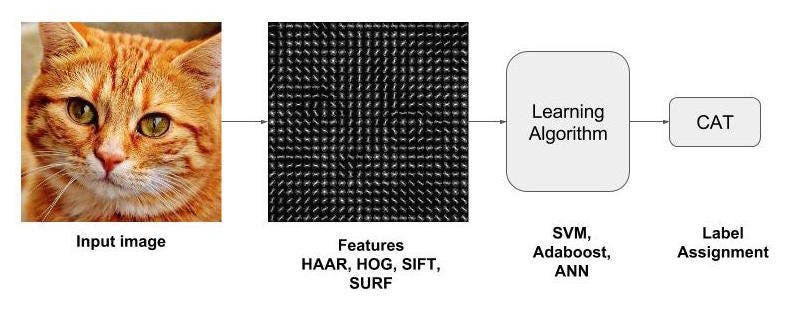 Learning
Algorithm
CAT
Input image
Features
HAAR, HOG, SIFT,
SURF
SVM,
Adaboost,
ANN
Label
Assignment